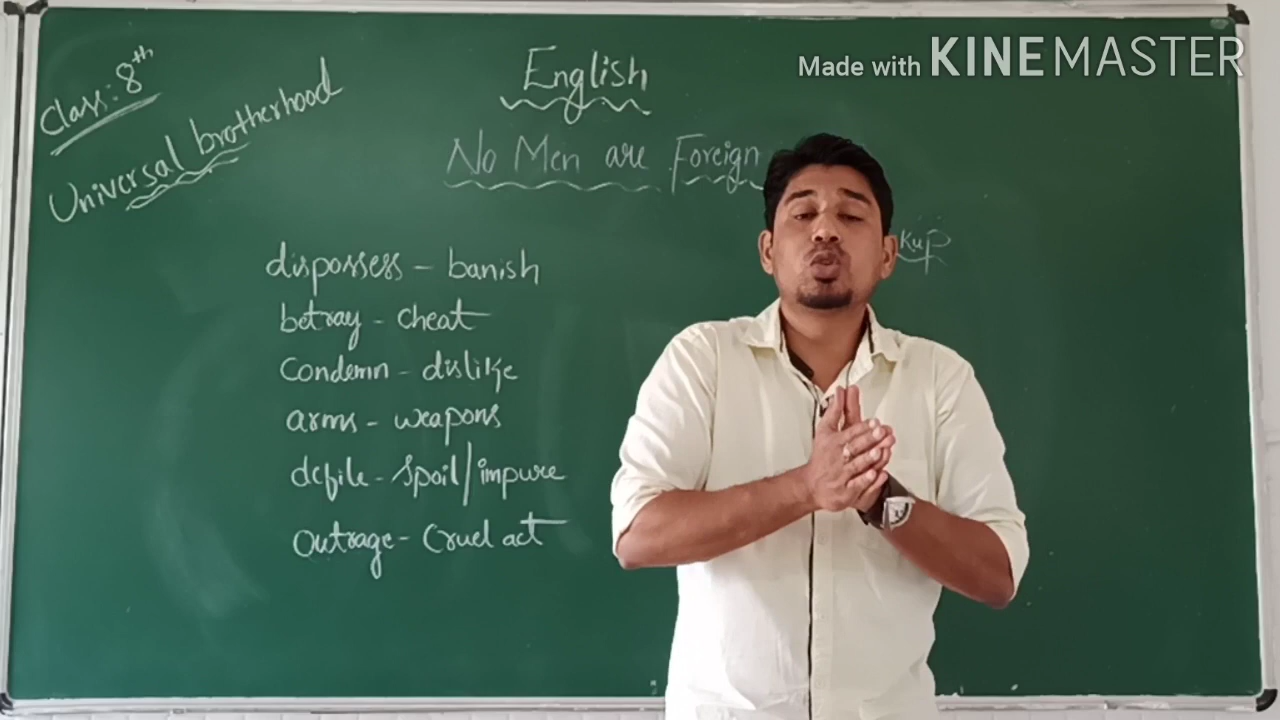 Made with KINEMASTER
Class: 8th
English
Universal brotherhood
No Men are Foreign
kup
dispossess - banish
betray - cheat
Condemn - dislike
arms - weapons
defile - spoil/impure
Outrage - Cruel act